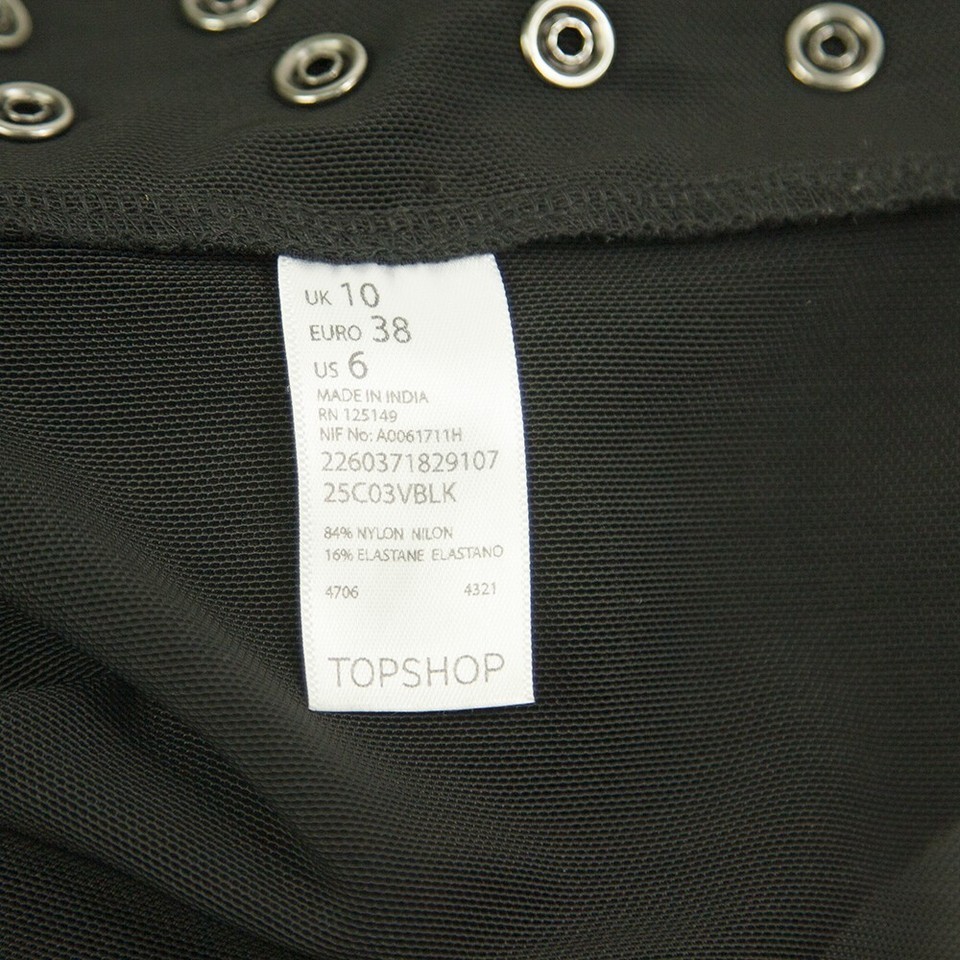 UK 10
EURO 38
US 6
MADE IN INDIA
RN 125149
NIF No: A0061711H
2260371829107
25C03VBLK
84% NYLON NILON
16% ELASTANE ELASTANO
4706 4321
TOPSHOP